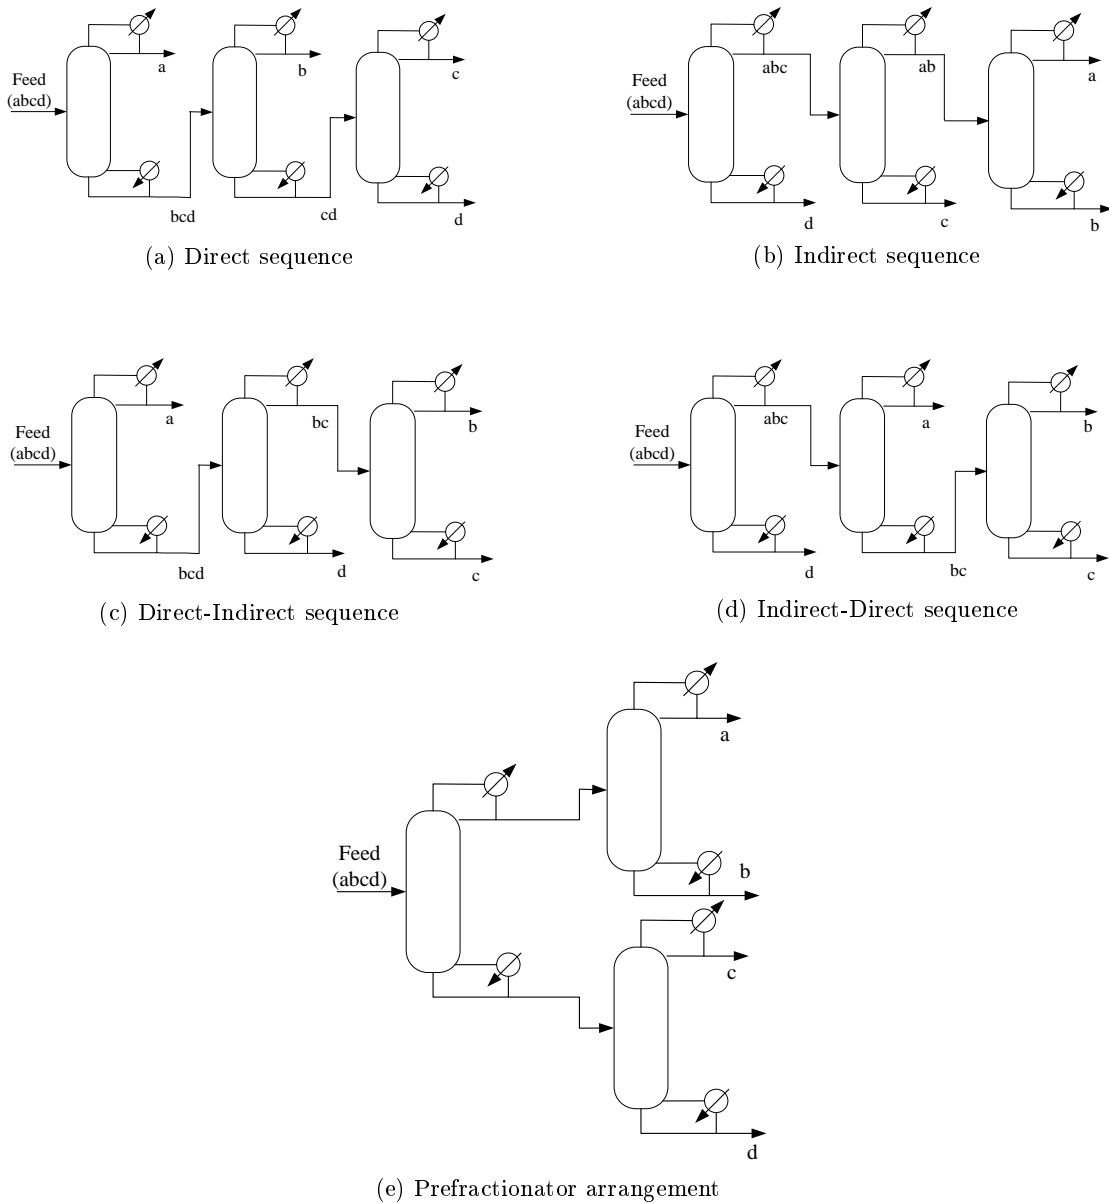 Feed
(abcd)
a
bcd
b
cd
c
d
(a) Direct sequence
Feed
(abcd)
abc
d
ab
c
a
b
(b) Indirect sequence
Feed
(abcd)
a
bcd
bc
d
b
c
(c) Direct-Indirect sequence
Feed
(abcd)
abc
d
a
bc
b
c
(d) Indirect-Direct sequence
Feed
(abcd)
a
b
c
d
(e) Prefractionator arrangement